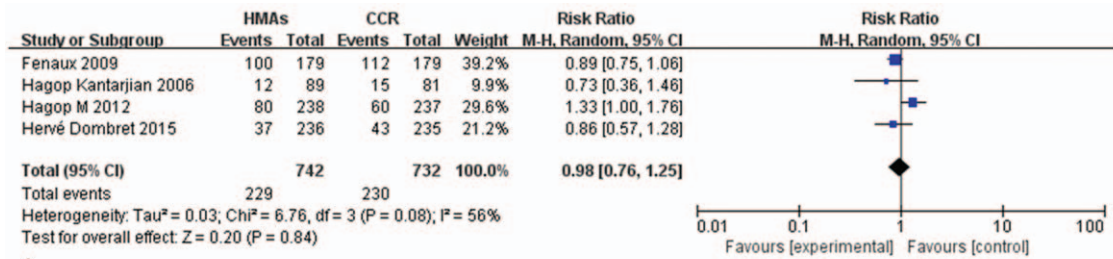 HMAs CCR Risk Ratio Risk Ratio
Study or Subgroup Events Total Events Total Weight M-H, Random, 95% CI M-H, Random, 95% CI
Fenaux 2009 100 179 112 179 39.2% 0.89 [0.75, 1.06]
Hagop Kantarjian 2006 12 89 15 81 9.9% 0.73 [0.36, 1.46]
Hagop M 2012 80 238 60 237 29.6% 1.33 [1.00, 1.76]
Hervé Dombret 2015 37 236 43 235 21.2% 0.86 [0.57, 1.28]
Total (95% CI) 742 732 100.0% 0.98 [0.76, 1.25]
Total events 229 230
Heterogeneity: Tau² = 0.03; Chi² = 6.76, df = 3 (P = 0.08); I² = 56%
Test for overall effect: Z = 0.20 (P = 0.84)
0.01 0.1 1 10 100
Favours [experimental] Favours [control]